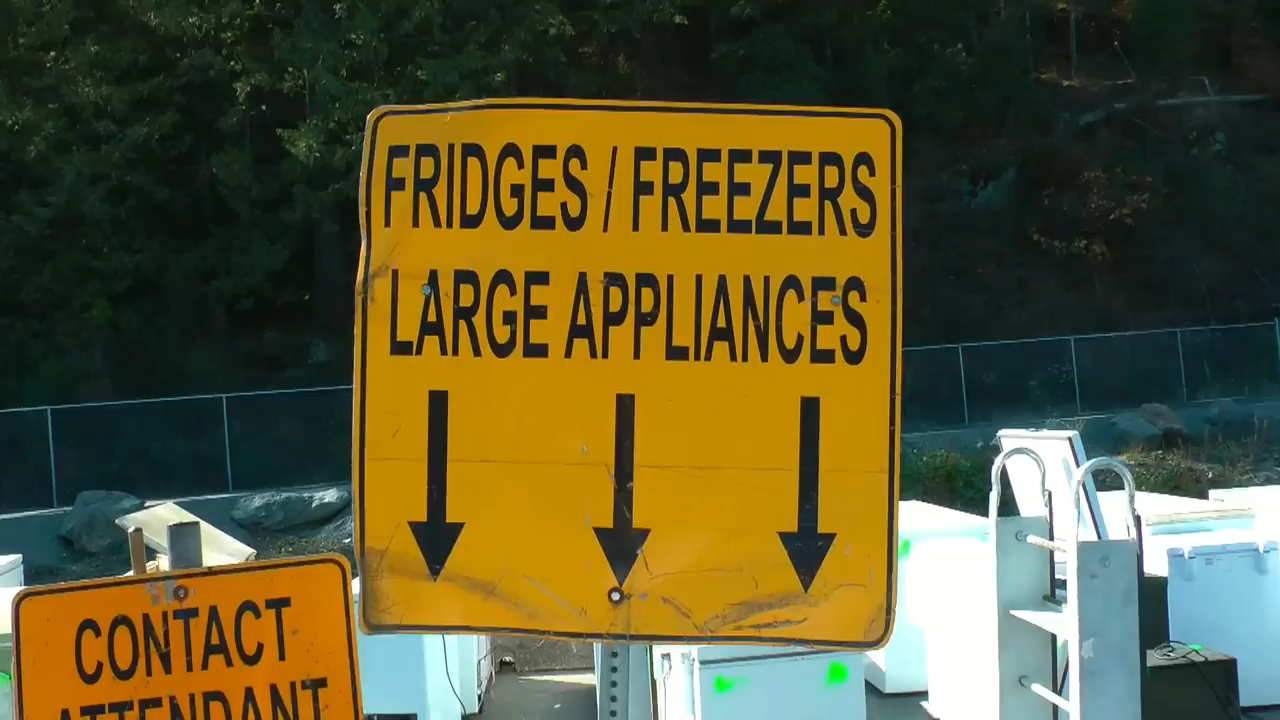 FRIDGES / FREEZERS
LARGE APPLIANCES
CONTACT
ATTENDANT